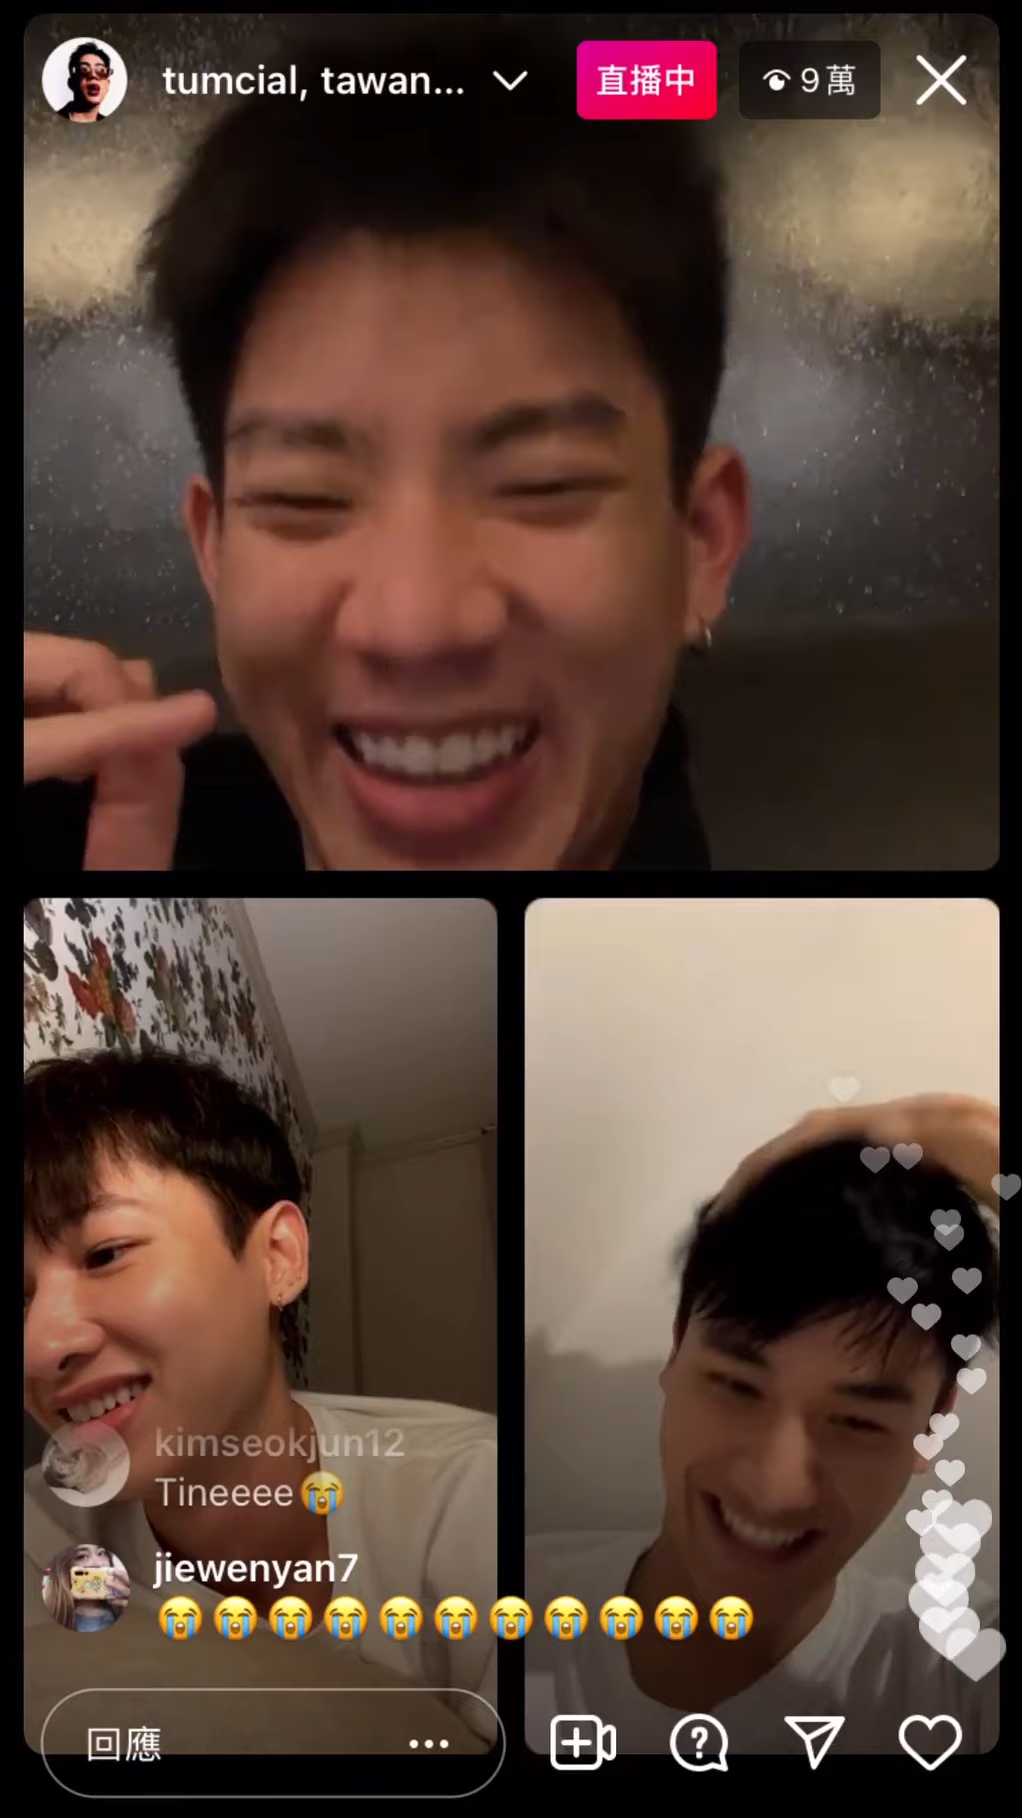 tumcial, tawan...
直播中
9萬
kimseokjun12
Tineeee😭
jiewenyan7
😭😭😭😭😭😭😭😭😭😭😭
回應